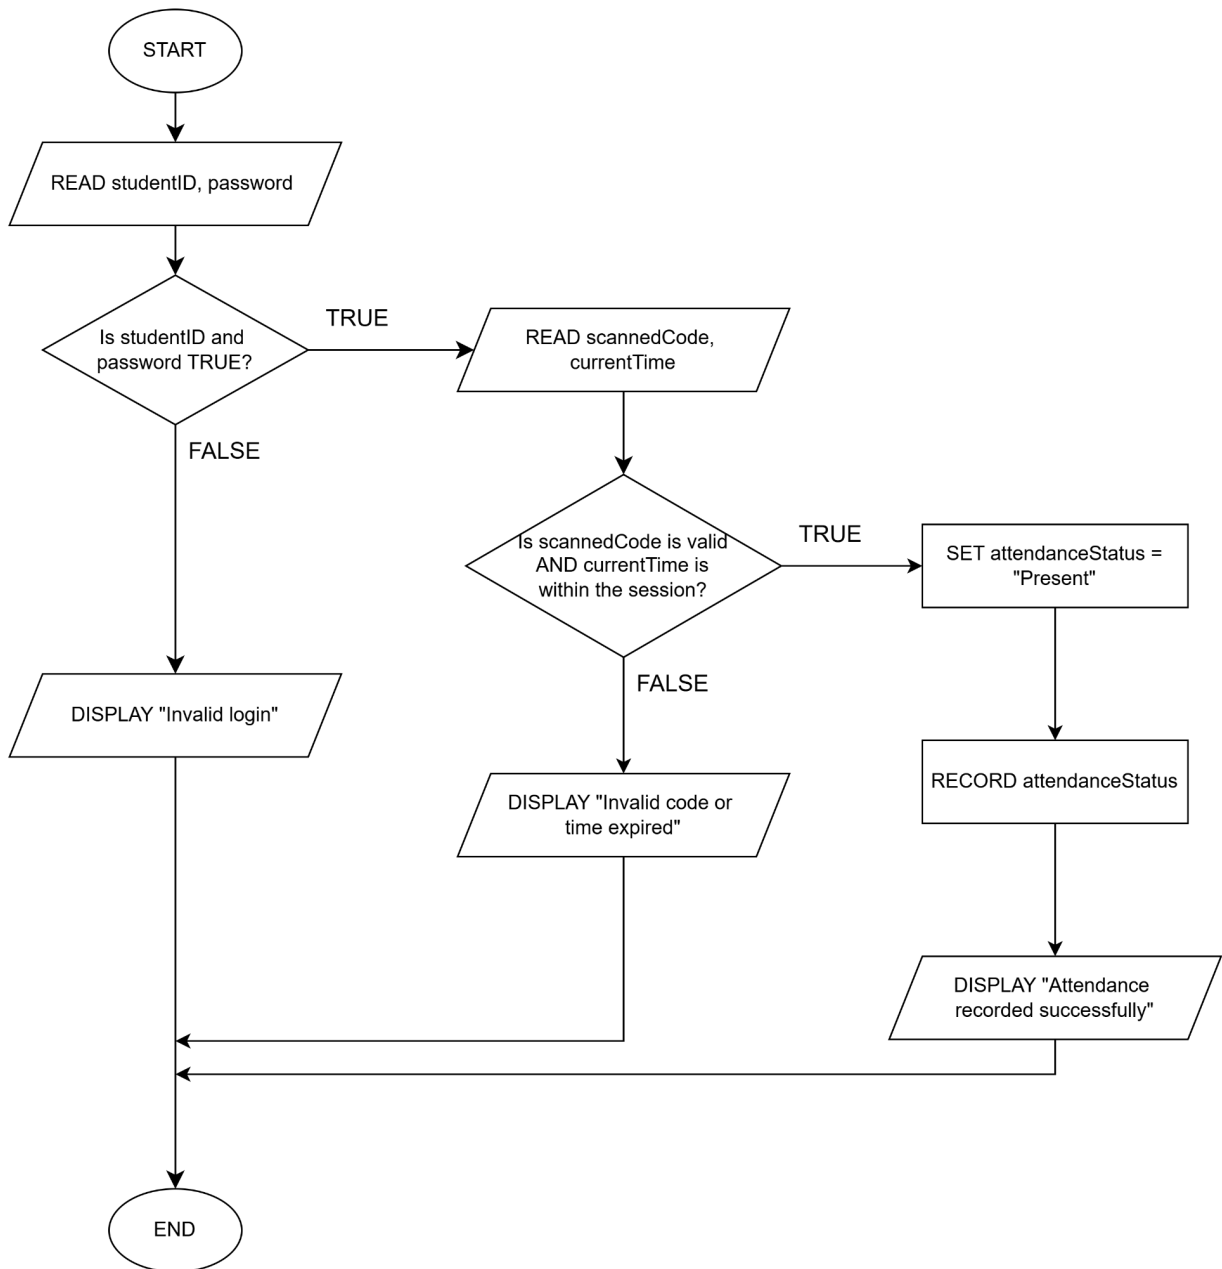 START
READ studentID, password
Is studentID and
password TRUE?
TRUE
READ scannedCode,
currentTime
FALSE
Is scannedCode is valid
AND currentTime is
within the session?
TRUE
SET attendanceStatus =
"Present"
FALSE
DISPLAY "Invalid login"
DISPLAY "Invalid code or
time expired"
RECORD attendanceStatus
DISPLAY "Attendance
recorded successfully"
END